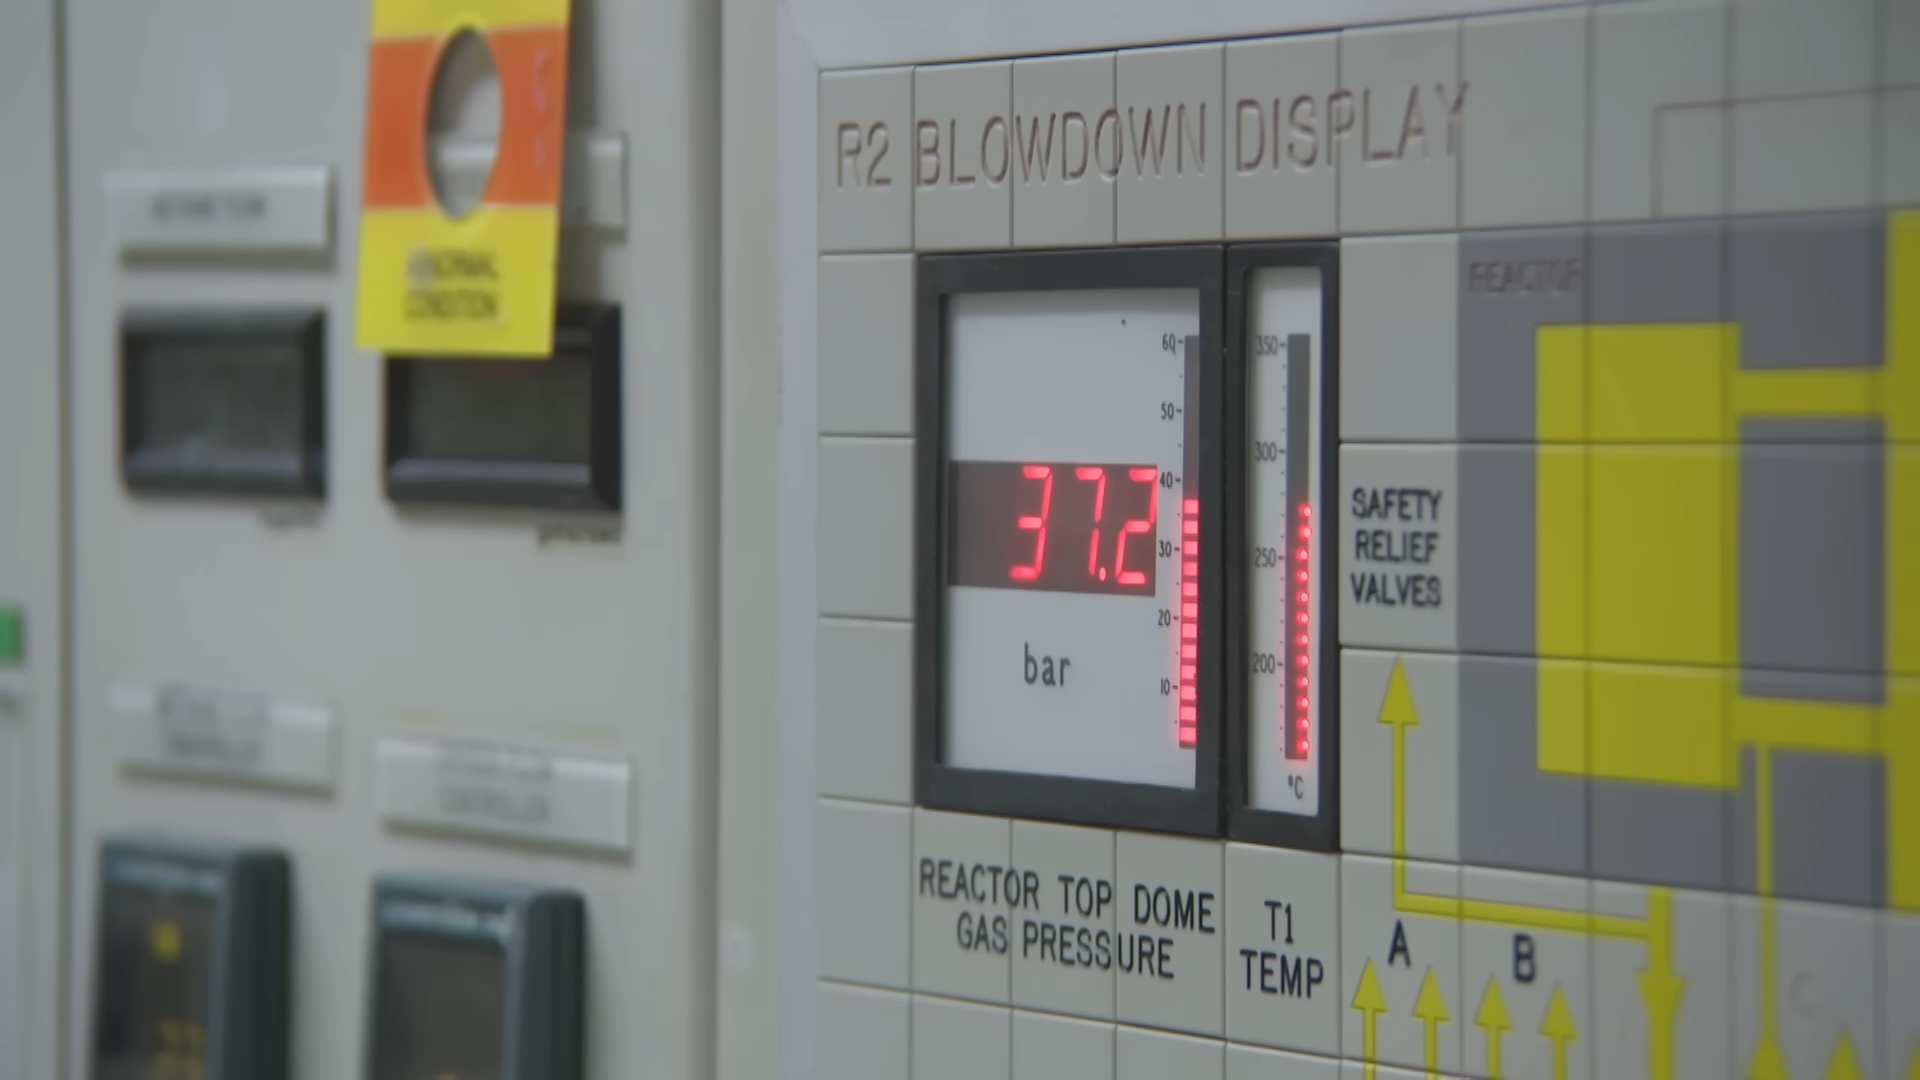 R2 BLOWDOWN DISPLAY
CONDITION
REACTOR
60
50
40
30
20
10
37.2
bar
350
300
250
200
°C
SAFETY
RELIEF
VALVES
REACTOR TOP DOME
GAS PRESSURE
T1
TEMP
A
B
C